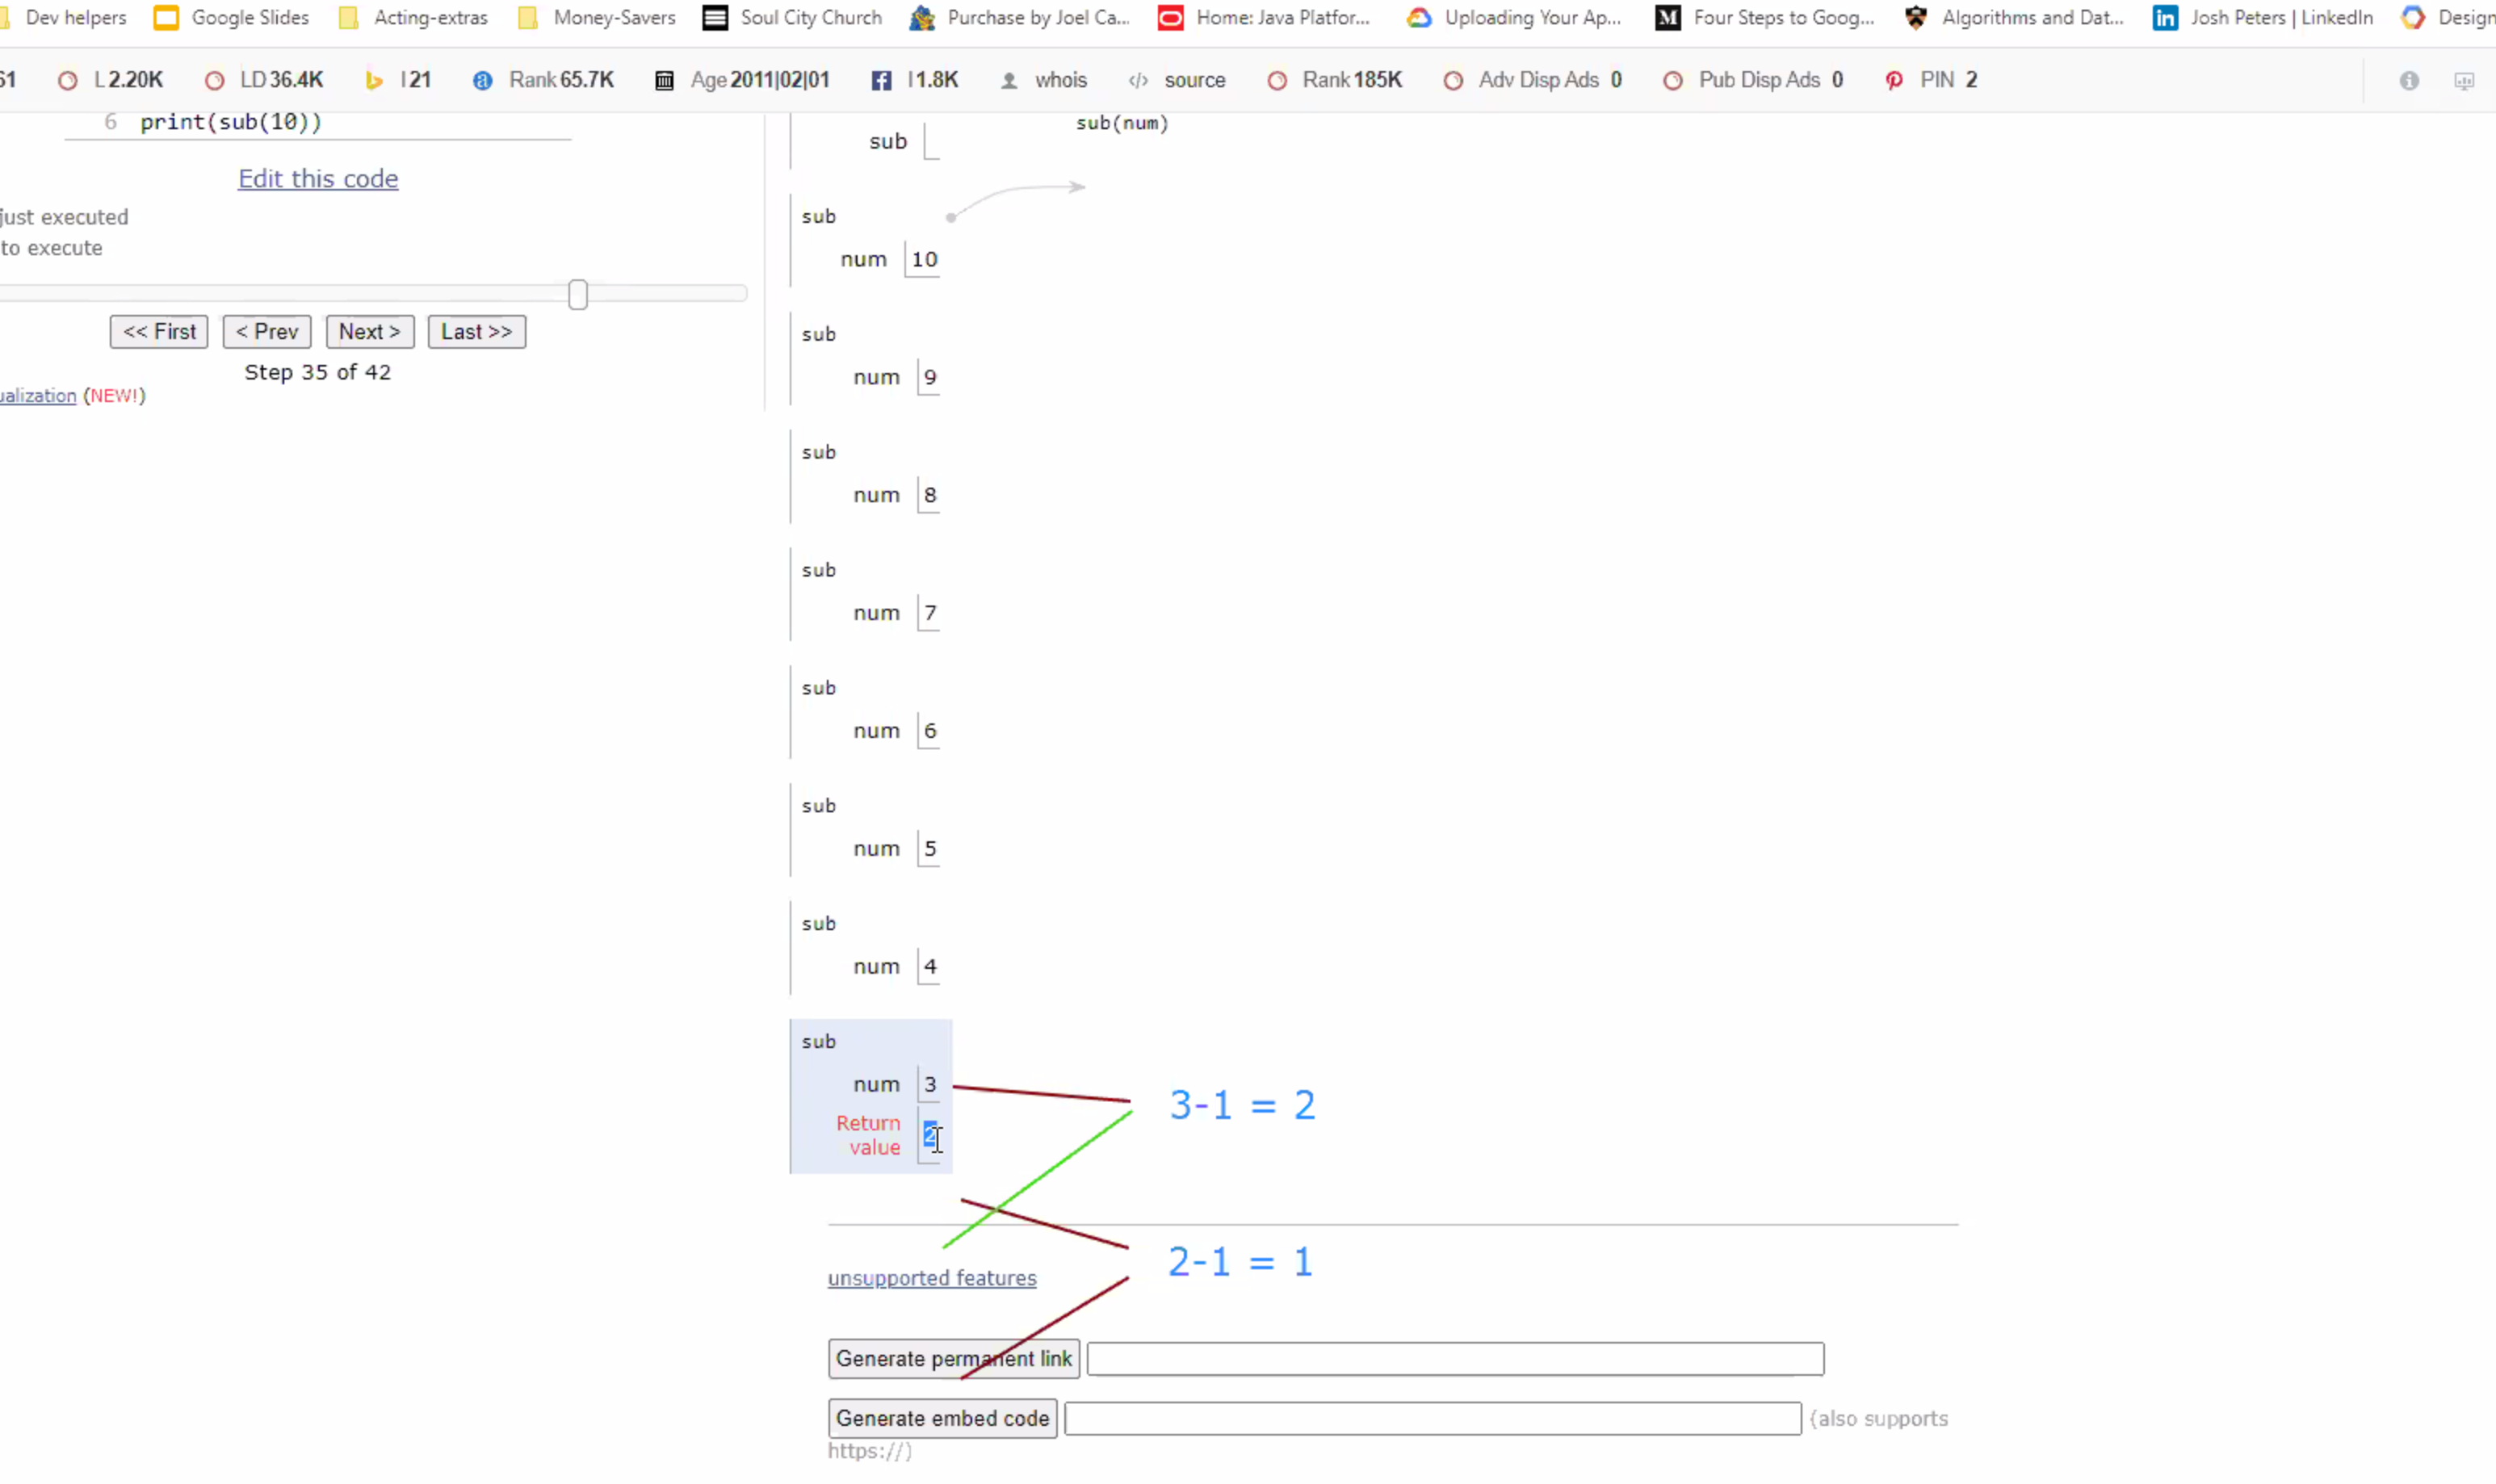 Dev helpers Google Slides Acting-extras Money-Savers Soul City Church Purchase by Joel Ca... Home: Java Platfor... Uploading Your Ap... Four Steps to Goog... Algorithms and Dat... Josh Peters | LinkedIn Design
61 L 2.20K LD 36.4K I 21 Rank 65.7K Age 2011|02|01 I 1.8K whois </> source Rank 185K Adv Disp Ads 0 Pub Disp Ads 0 PIN 2
6 print(sub(10))
Edit this code
just executed
to execute
<< First < Prev Next > Last >>
Step 35 of 42
ualization (NEW!)
sub(num)
sub
sub
num 10
sub
num 9
sub
num 8
sub
num 7
sub
num 6
sub
num 5
sub
num 4
sub
num 3
Return
value 2
3-1 = 2
2-1 = 1
unsupported features
Generate permanent link
Generate embed code (also supports
https://)